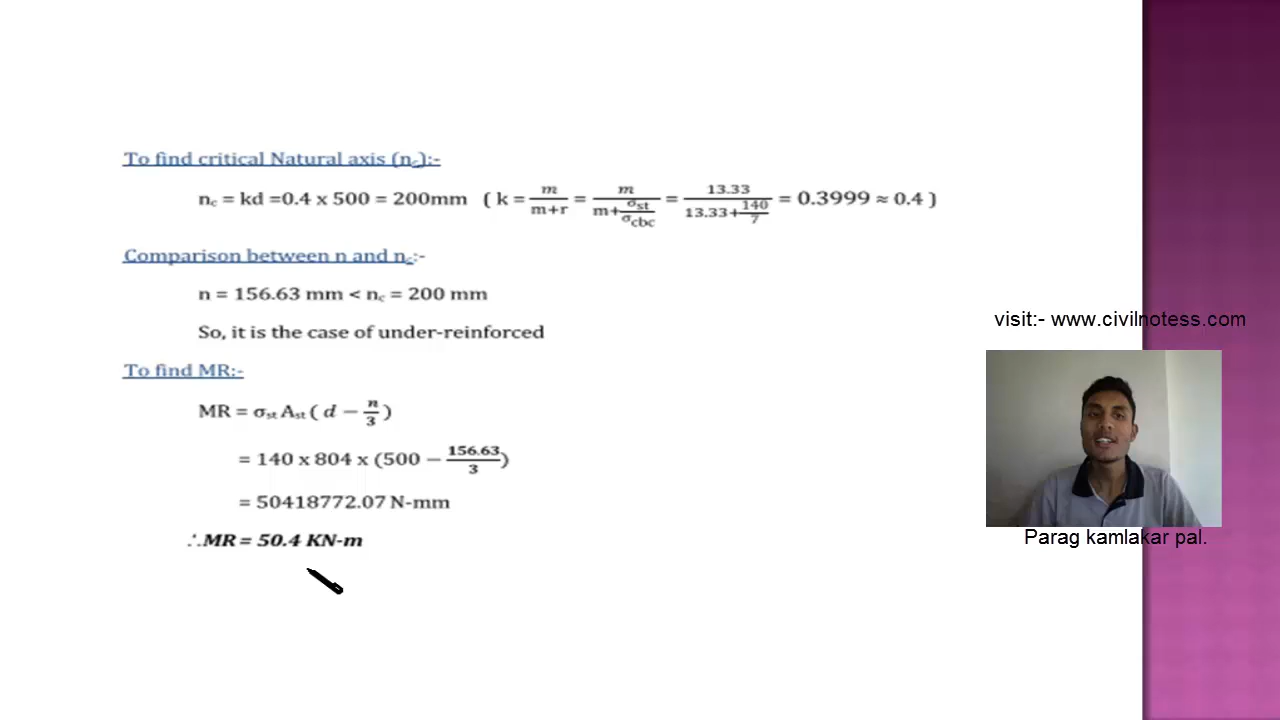 To find critical Natural axis (nc):-
nc = kd =0.4 x 500 = 200mm ( k = m/m+r = m/m+σst/σcbc = 13.33/13.33+140/7 = 0.3999 ≈ 0.4 )
Comparison between n and nc:-
n = 156.63 mm < nc = 200 mm
So, it is the case of under-reinforced
To find MR:-
MR = σst Ast ( d − n/3 )
= 140 x 804 x (500 − 156.63/3)
= 50418772.07 N-mm
∴MR = 50.4 KN-m
visit:- www.civilnotess.com
Parag kamlakar pal.